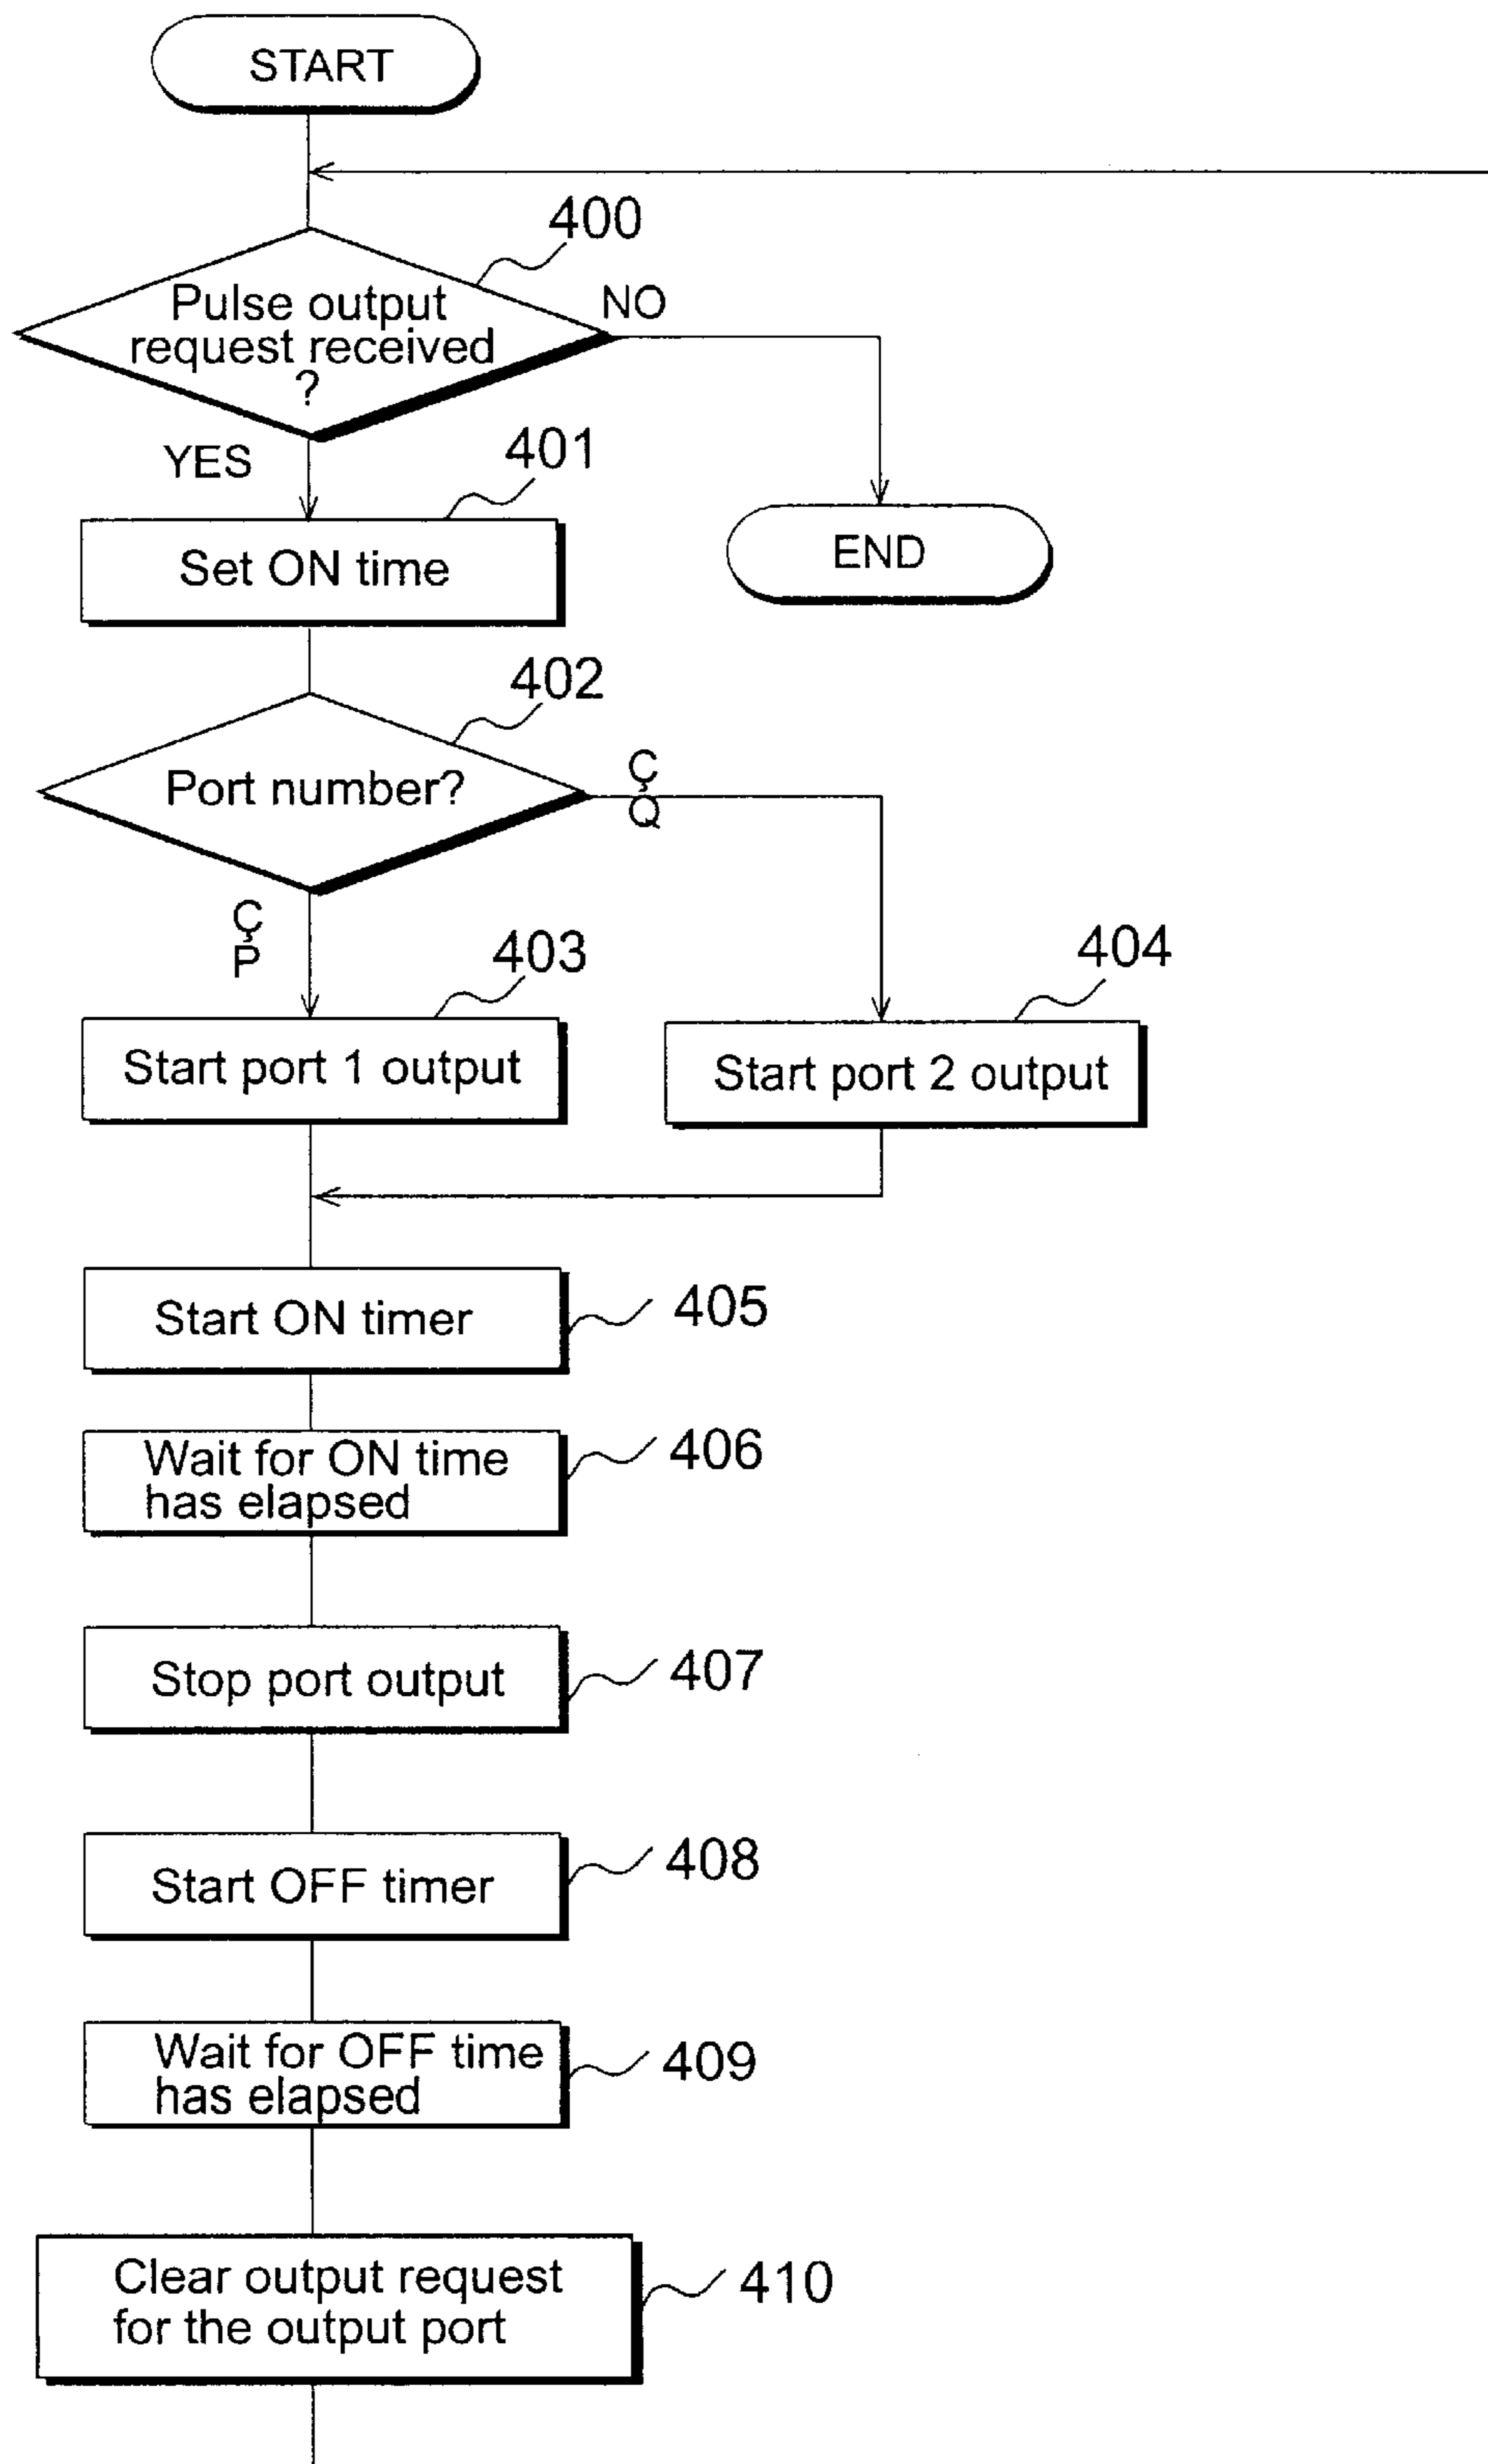 START
400
Pulse output
request received
?
NO
YES
401
Set ON time
END
402
Port number?
Ç
Q
Ç
P
403
Start port 1 output
404
Start port 2 output
Start ON timer
405
Wait for ON time
has elapsed
406
Stop port output
407
Start OFF timer
408
Wait for OFF time
has elapsed
409
Clear output request
for the output port
410